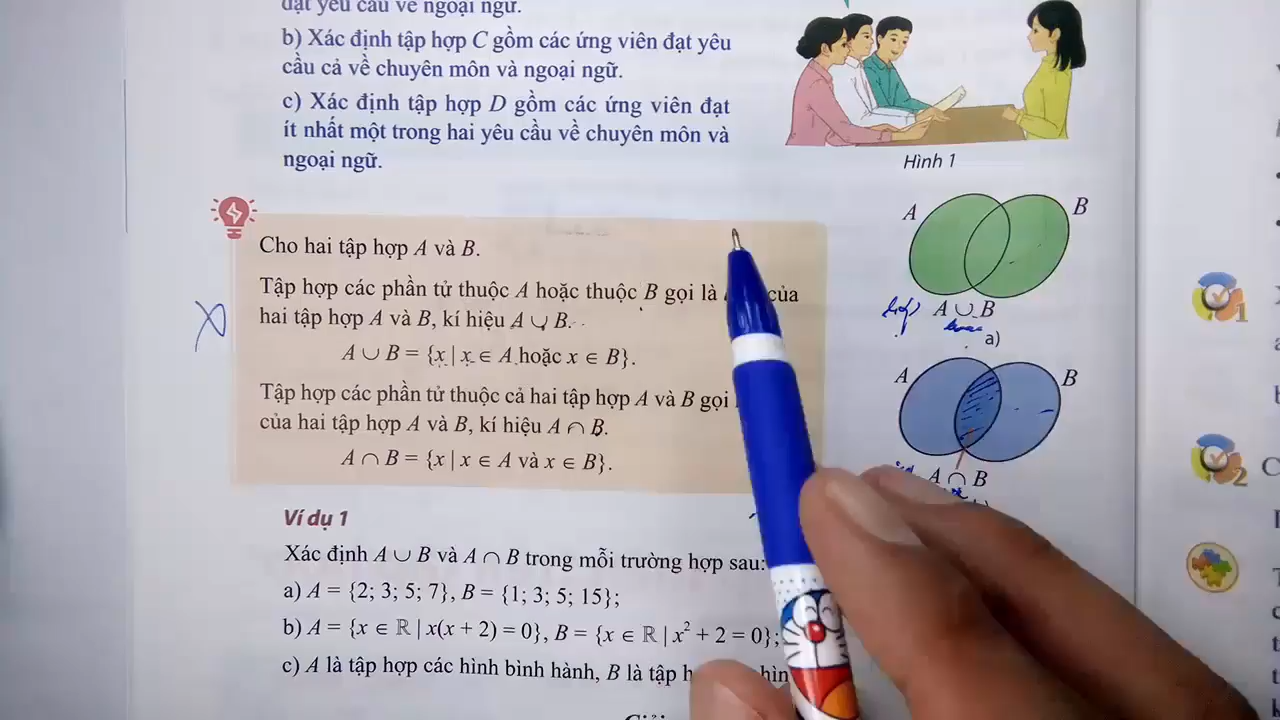 đạt yêu cầu về ngoại ngữ.
b) Xác định tập hợp C gồm các ứng viên đạt yêu
cầu cả về chuyên môn và ngoại ngữ.
c) Xác định tập hợp D gồm các ứng viên đạt
ít nhất một trong hai yêu cầu về chuyên môn và
ngoại ngữ.
Hình 1
Cho hai tập hợp A và B.
Tập hợp các phần tử thuộc A hoặc thuộc B gọi là của
hai tập hợp A và B, kí hiệu A ∪ B.
A ∪ B = {x | x ∈ A hoặc x ∈ B}.
Tập hợp các phần tử thuộc cả hai tập hợp A và B gọi
của hai tập hợp A và B, kí hiệu A ∩ B.
A ∩ B = {x | x ∈ A và x ∈ B}.
A
B
hợp A ∪ B
a)
A
B
A ∩ B
Ví dụ 1
Xác định A ∪ B và A ∩ B trong mỗi trường hợp sau:
a) A = {2; 3; 5; 7}, B = {1; 3; 5; 15};
b) A = {x ∈ ℝ | x(x + 2) = 0}, B = {x ∈ ℝ | x² + 2 = 0};
c) A là tập hợp các hình bình hành, B là tập
1
2